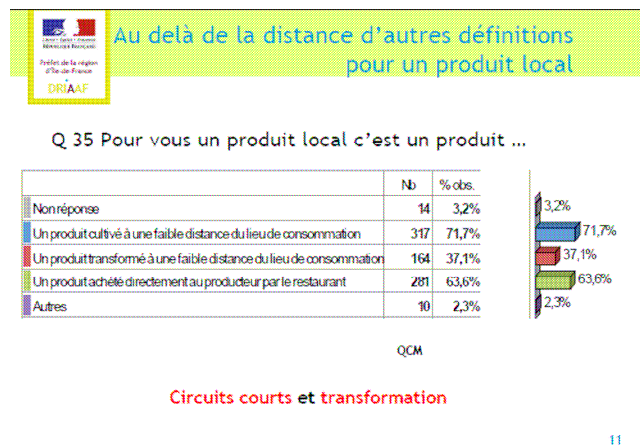 Au delà de la distance d'autres définitions
pour un produit local
RÉPUBLIQUE FRANÇAISE
Préfet de la région
d'Ile-de-France
DRIAAF
Q 35 Pour vous un produit local c'est un produit ...
Nb % obs.
Non réponse 14 3,2%
Un produit cultivé à une faible distance du lieu de consommation 317 71,7%
Un produit transformé à une faible distance du lieu de consommation 164 37,1%
Un produit achété directement au producteur par le restaurant 281 63,6%
Autres 10 2,3%
3,2%
71,7%
37,1%
63,6%
2,3%
QCM
Circuits courts et transformation
11